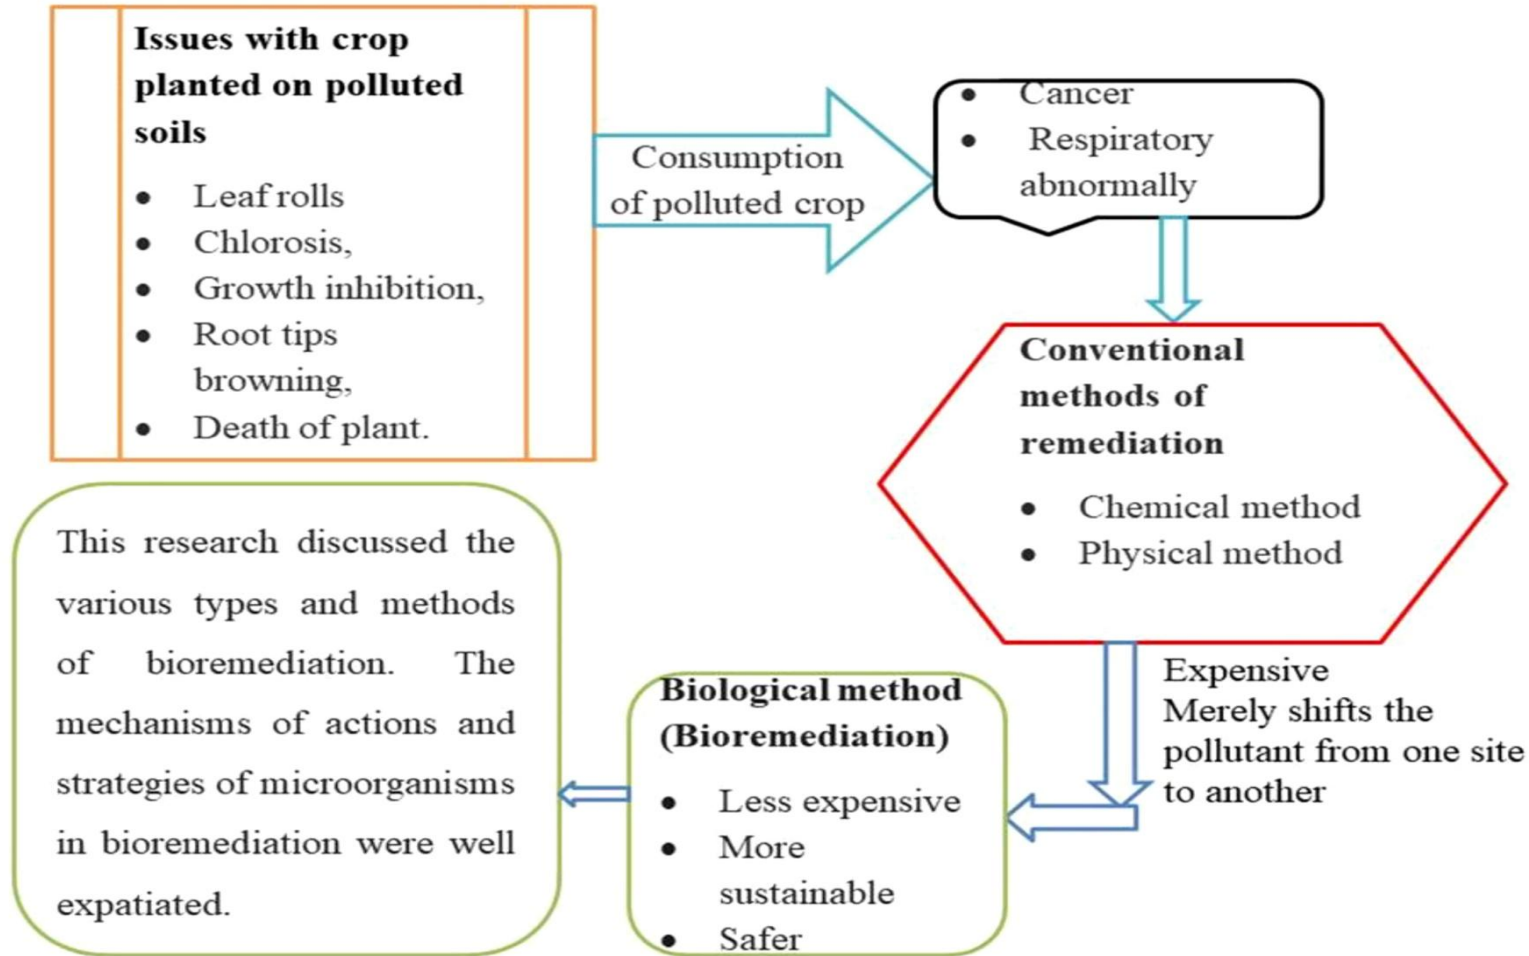 Issues with crop
planted on polluted
soils
• Leaf rolls
• Chlorosis,
• Growth inhibition,
• Root tips
browning,
• Death of plant.
Consumption
of polluted crop
• Cancer
• Respiratory
abnormally
Conventional
methods of
remediation
• Chemical method
• Physical method
Expensive
Merely shifts the
pollutant from one site
to another
Biological method
(Bioremediation)
• Less expensive
• More
sustainable
• Safer
This research discussed the
various types and methods
of bioremediation. The
mechanisms of actions and
strategies of microorganisms
in bioremediation were well
expatiated.